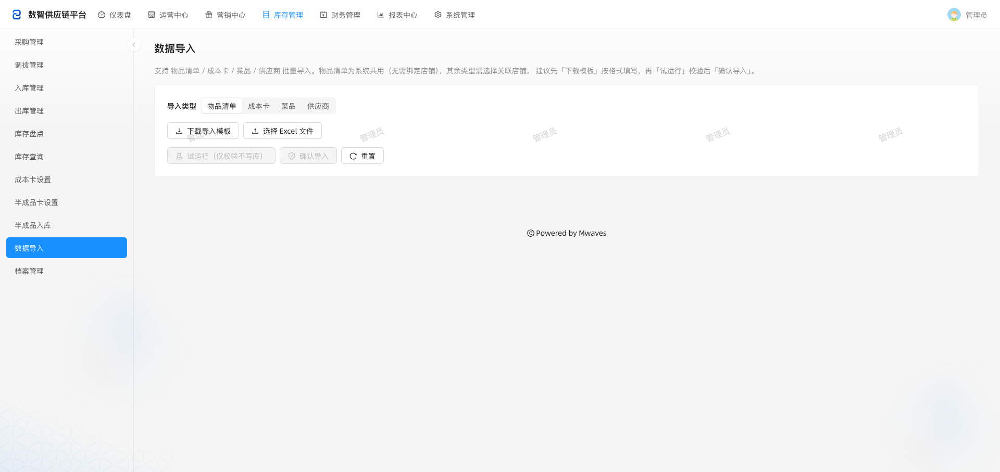 数智供应链平台 仪表盘 运营中心 营销中心 库存管理 财务管理 报表中心 系统管理 管理员
采购管理
调拨管理
入库管理
出库管理
库存盘点
库存查询
成本卡设置
半成品卡设置
半成品入库
数据导入
档案管理
数据导入
支持 物品清单 / 成本卡 / 菜品 / 供应商 批量导入。物品清单为系统共用（无需绑定店铺），其余类型需选择关联店铺。 建议先「下载模板」按格式填写，再「试运行」校验后「确认导入」。
导入类型 物品清单 成本卡 菜品 供应商
下载导入模板 选择 Excel 文件
管理员 管理员 管理员 管理员 管理员
试运行（仅校验不写库） 确认导入 重置
© Powered by Mwaves